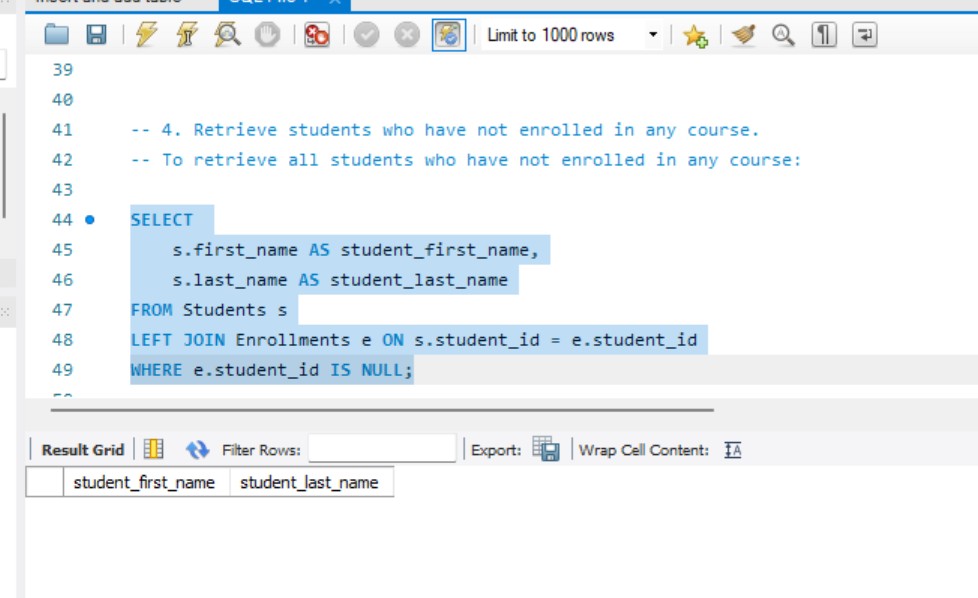 Limit to 1000 rows
39
40
41 -- 4. Retrieve students who have not enrolled in any course.
42 -- To retrieve all students who have not enrolled in any course:
43
44 SELECT
45 s.first_name AS student_first_name,
46 s.last_name AS student_last_name
47 FROM Students s
48 LEFT JOIN Enrollments e ON s.student_id = e.student_id
49 WHERE e.student_id IS NULL;
Result Grid Filter Rows: Export: Wrap Cell Content:
student_first_name student_last_name